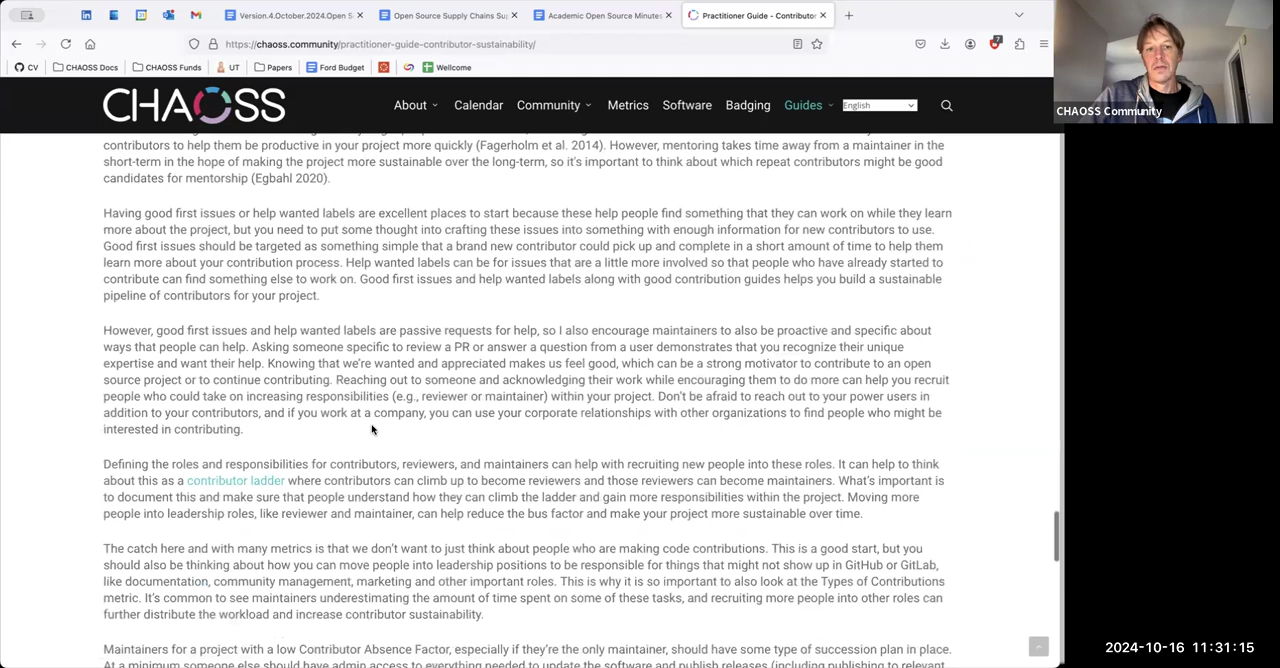 Version.4.October.2024.Open S
Open Source Supply Chains Su
Academic Open Source Minutes
Practitioner Guide - Contributor
https://chaoss.community/practitioner-guide-contributor-sustainability/
7
CV
CHAOSS Docs
CHAOSS Funds
UT
Papers
Ford Budget
Wellcome
CHAOSS
About
Calendar
Community
Metrics
Software
Badging
Guides
English
CHAOSS Community
contributors to help them be productive in your project more quickly (Fagerholm et al. 2014). However, mentoring takes time away from a maintainer in the
short-term in the hope of making the project more sustainable over the long-term, so it's important to think about which repeat contributors might be good
candidates for mentorship (Egbahl 2020).
Having good first issues or help wanted labels are excellent places to start because these help people find something that they can work on while they learn
more about the project, but you need to put some thought into crafting these issues into something with enough information for new contributors to use.
Good first issues should be targeted as something simple that a brand new contributor could pick up and complete in a short amount of time to help them
learn more about your contribution process. Help wanted labels can be for issues that are a little more involved so that people who have already started to
contribute can find something else to work on. Good first issues and help wanted labels along with good contribution guides helps you build a sustainable
pipeline of contributors for your project.
However, good first issues and help wanted labels are passive requests for help, so I also encourage maintainers to also be proactive and specific about
ways that people can help. Asking someone specific to review a PR or answer a question from a user demonstrates that you recognize their unique
expertise and want their help. Knowing that we're wanted and appreciated makes us feel good, which can be a strong motivator to contribute to an open
source project or to continue contributing. Reaching out to someone and acknowledging their work while encouraging them to do more can help you recruit
people who could take on increasing responsibilities (e.g., reviewer or maintainer) within your project. Don't be afraid to reach out to your power users in
addition to your contributors, and if you work at a company, you can use your corporate relationships with other organizations to find people who might be
interested in contributing.
Defining the roles and responsibilities for contributors, reviewers, and maintainers can help with recruiting new people into these roles. It can help to think
about this as a contributor ladder where contributors can climb up to become reviewers and those reviewers can become maintainers. What's important is
to document this and make sure that people understand how they can climb the ladder and gain more responsibilities within the project. Moving more
people into leadership roles, like reviewer and maintainer, can help reduce the bus factor and make your project more sustainable over time.
The catch here and with many metrics is that we don't want to just think about people who are making code contributions. This is a good start, but you
should also be thinking about how you can move people into leadership positions to be responsible for things that might not show up in GitHub or GitLab,
like documentation, community management, marketing and other important roles. This is why it is so important to also look at the Types of Contributions
metric. It's common to see maintainers underestimating the amount of time spent on some of these tasks, and recruiting more people into other roles can
further distribute the workload and increase contributor sustainability.
Maintainers for a project with a low Contributor Absence Factor, especially if they're the only maintainer, should have some type of succession plan in place.
At a minimum someone else should have admin access to everything needed to update the software and publish releases (including publishing to relevant
2024-10-16 11:31:15